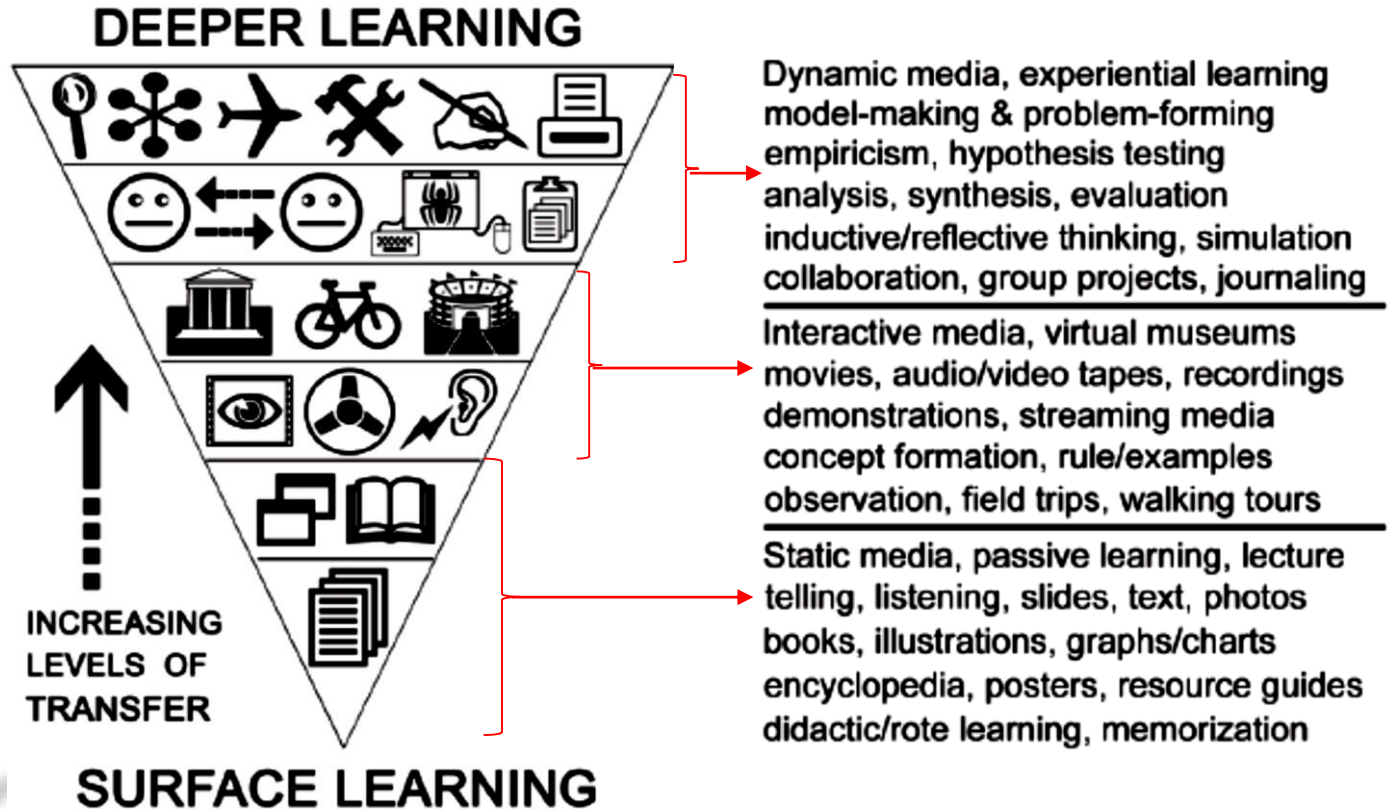 DEEPER LEARNING
Dynamic media, experiential learning
model-making & problem-forming
empiricism, hypothesis testing
analysis, synthesis, evaluation
inductive/reflective thinking, simulation
collaboration, group projects, journaling
Interactive media, virtual museums
movies, audio/video tapes, recordings
demonstrations, streaming media
concept formation, rule/examples
observation, field trips, walking tours
Static media, passive learning, lecture
telling, listening, slides, text, photos
books, illustrations, graphs/charts
encyclopedia, posters, resource guides
didactic/rote learning, memorization
INCREASING
LEVELS OF
TRANSFER
SURFACE LEARNING